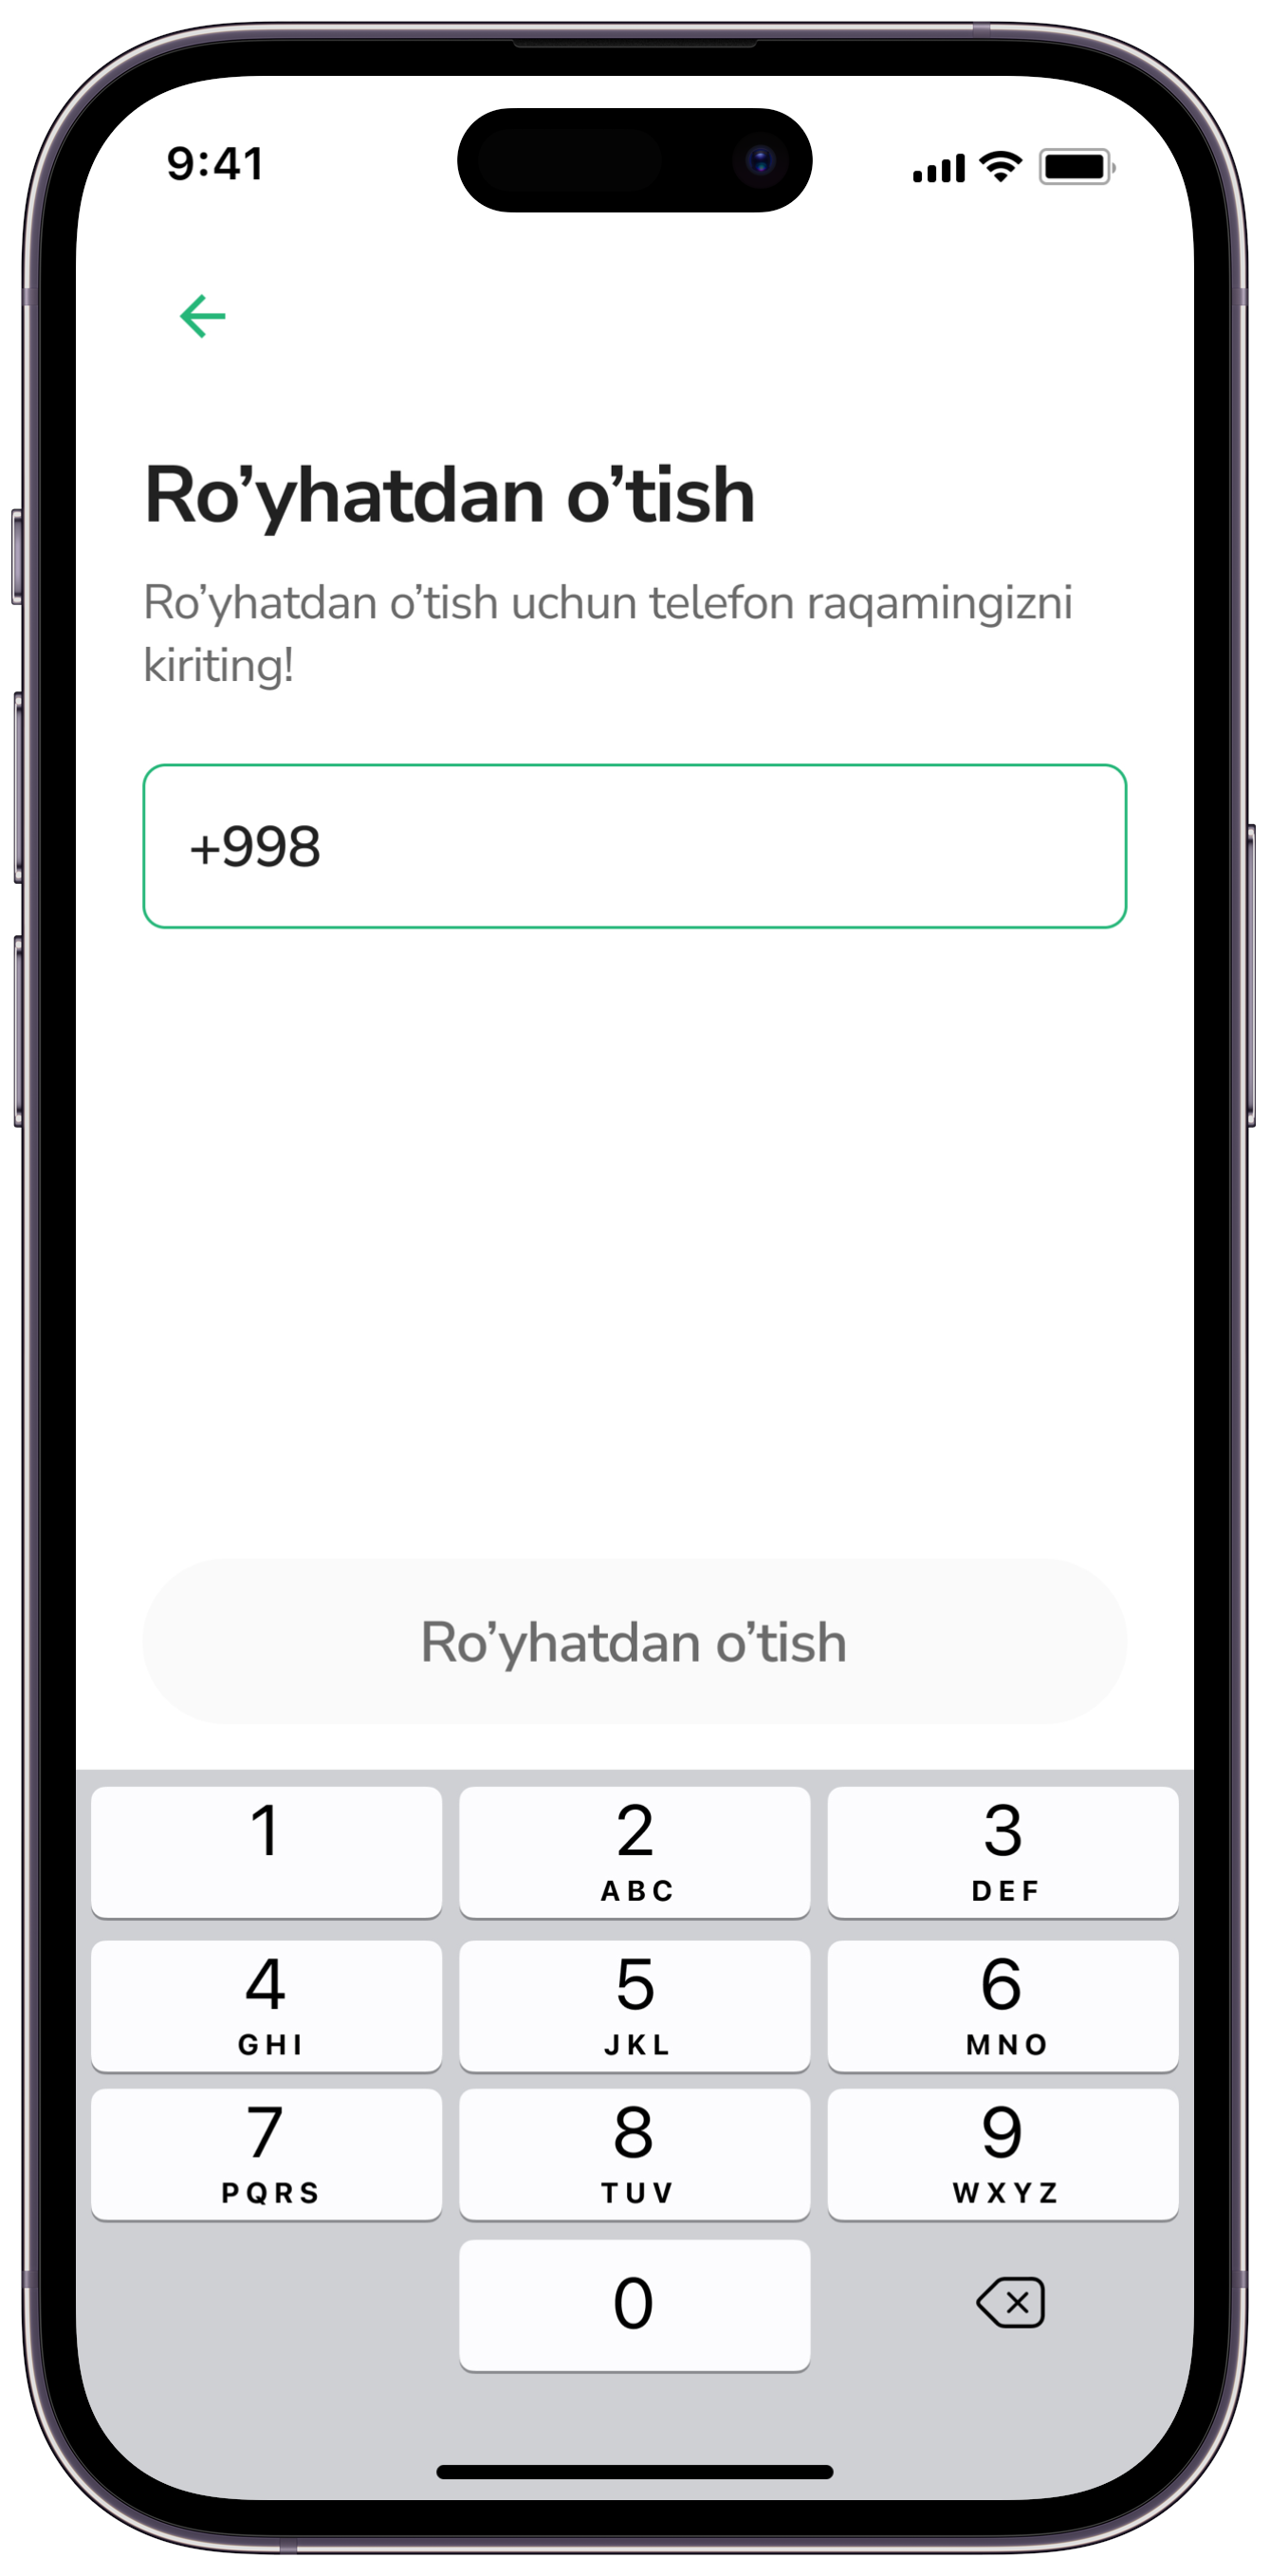 9:41
Ro’yhatdan o’tish
Ro’yhatdan o’tish uchun telefon raqamingizni
kiriting!
+998
Ro’yhatdan o’tish
1
2
3
ABC
DEF
4
5
6
GHI
JKL
MNO
7
8
9
PQRS
TUV
WXYZ
0